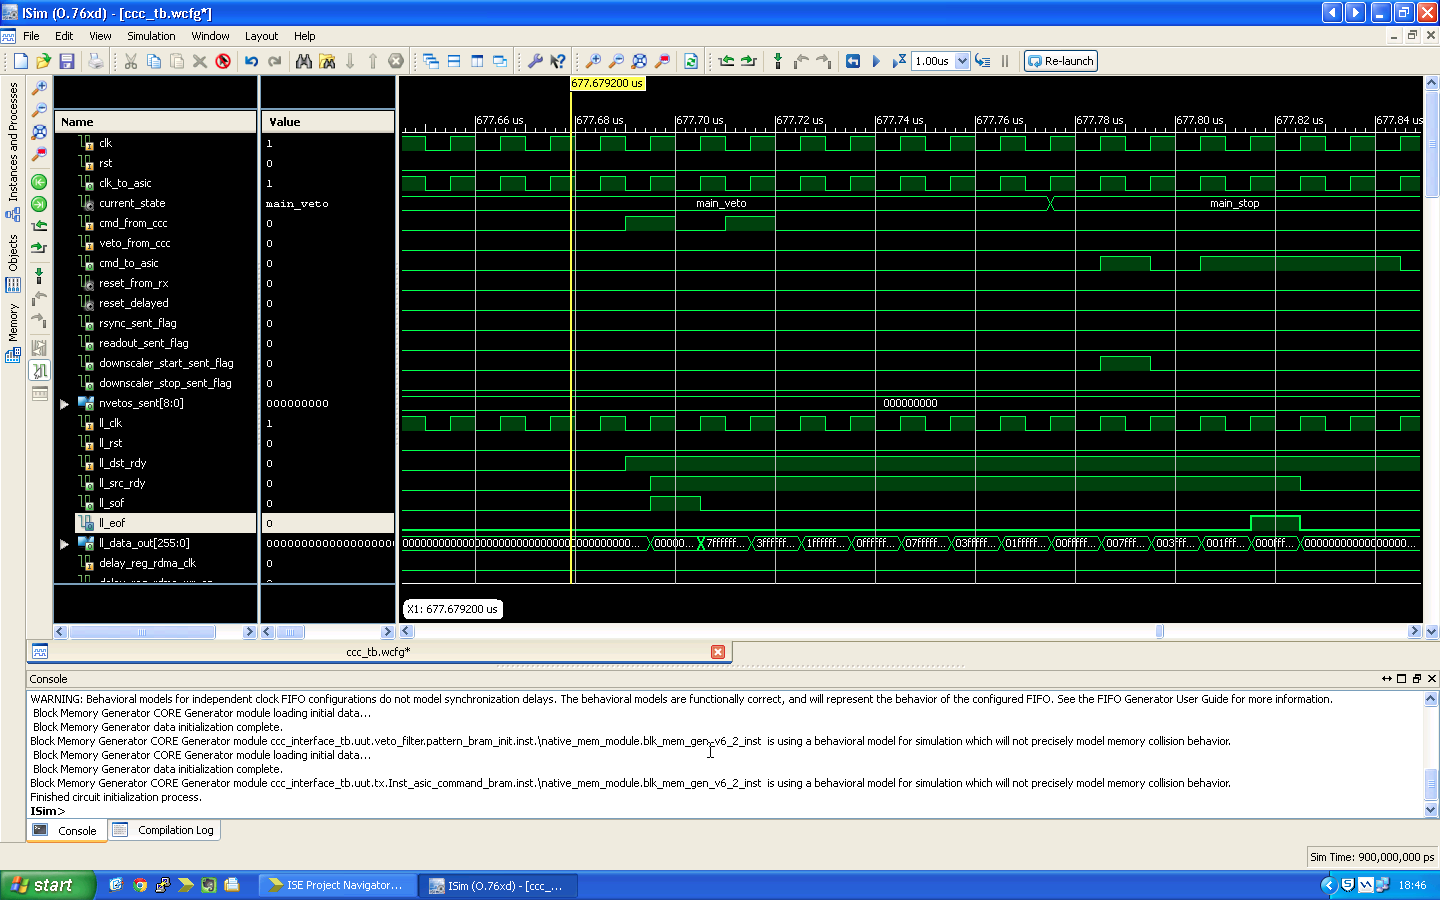 ISim (O.76xd) - [ccc_tb.wcfg*]
File Edit View Simulation Window Layout Help
1.00us Re-launch
Instances and Processes
Objects
Memory
677.679200 us
Name Value
677.66 us 677.68 us 677.70 us 677.72 us 677.74 us 677.76 us 677.78 us 677.80 us 677.82 us 677.84 us
clk 1
rst 0
clk_to_asic 1
current_state main_veto main_veto main_stop
cmd_from_ccc 0
veto_from_ccc 0
cmd_to_asic 0
reset_from_rx 0
reset_delayed 0
rsync_sent_flag 0
readout_sent_flag 0
downscaler_start_sent_flag 0
downscaler_stop_sent_flag 0
nvetos_sent[8:0] 000000000 000000000
ll_clk 1
ll_rst 0
ll_dst_rdy 0
ll_src_rdy 0
ll_sof 0
ll_eof 0
ll_data_out[255:0] 00000... 7ffffff... 3ffffff... 1ffffff... 0ffffff... 07fffff... 03fffff... 01fffff... 00fffff... 007ffff... 003ffff... 001ffff... 000ffff...
delay_reg_rdma_clk 0
X1: 677.679200 us
ccc_tb.wcfg*
Console
WARNING: Behavioral models for independent clock FIFO configurations do not model synchronization delays. The behavioral models are functionally correct, and will represent the behavior of the configured FIFO. See the FIFO Generator User Guide for more information.
Block Memory Generator CORE Generator module loading initial data...
Block Memory Generator data initialization complete.
Block Memory Generator CORE Generator module ccc_interface_tb.uut.veto_filter.pattern_bram_init.inst.\native_mem_module.blk_mem_gen_v6_2_inst is using a behavioral model for simulation which will not precisely model memory collision behavior.
Block Memory Generator CORE Generator module loading initial data...
Block Memory Generator data initialization complete.
Block Memory Generator CORE Generator module ccc_interface_tb.uut.tx.Inst_asic_command_bram.inst.\native_mem_module.blk_mem_gen_v6_2_inst is using a behavioral model for simulation which will not precisely model memory collision behavior.
Finished circuit initialization process.
ISim>
Console Compilation Log
Sim Time: 900,000,000 ps
start ISE Project Navigator... ISim (O.76xd) - [ccc_... 18:46